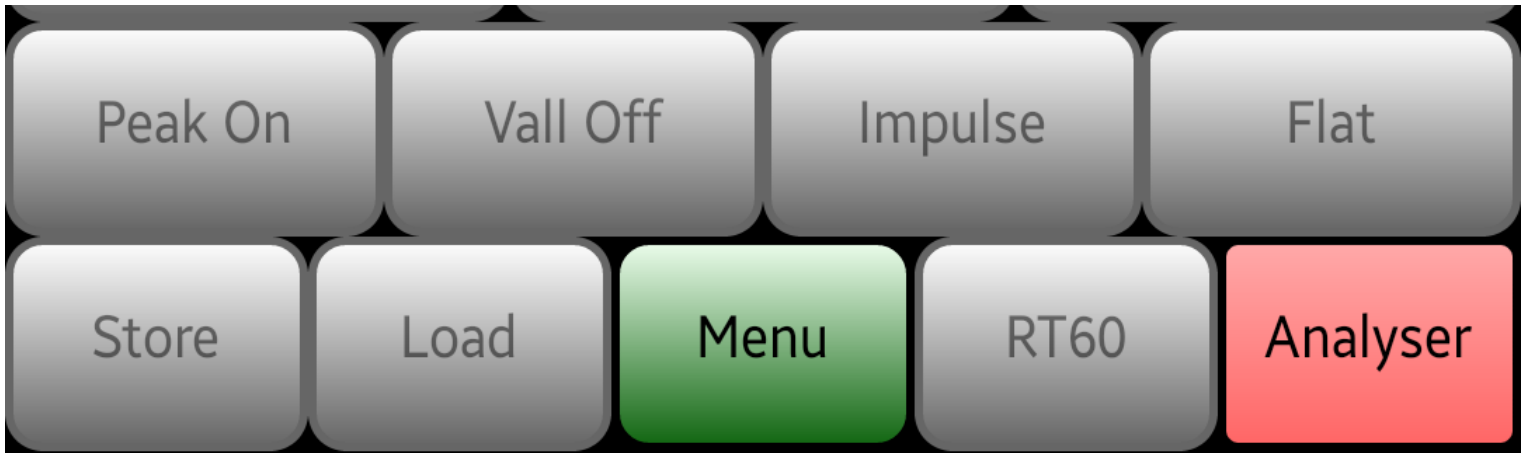 Peak On
Vall Off
Impulse
Flat
Store
Load
Menu
RT60
Analyser